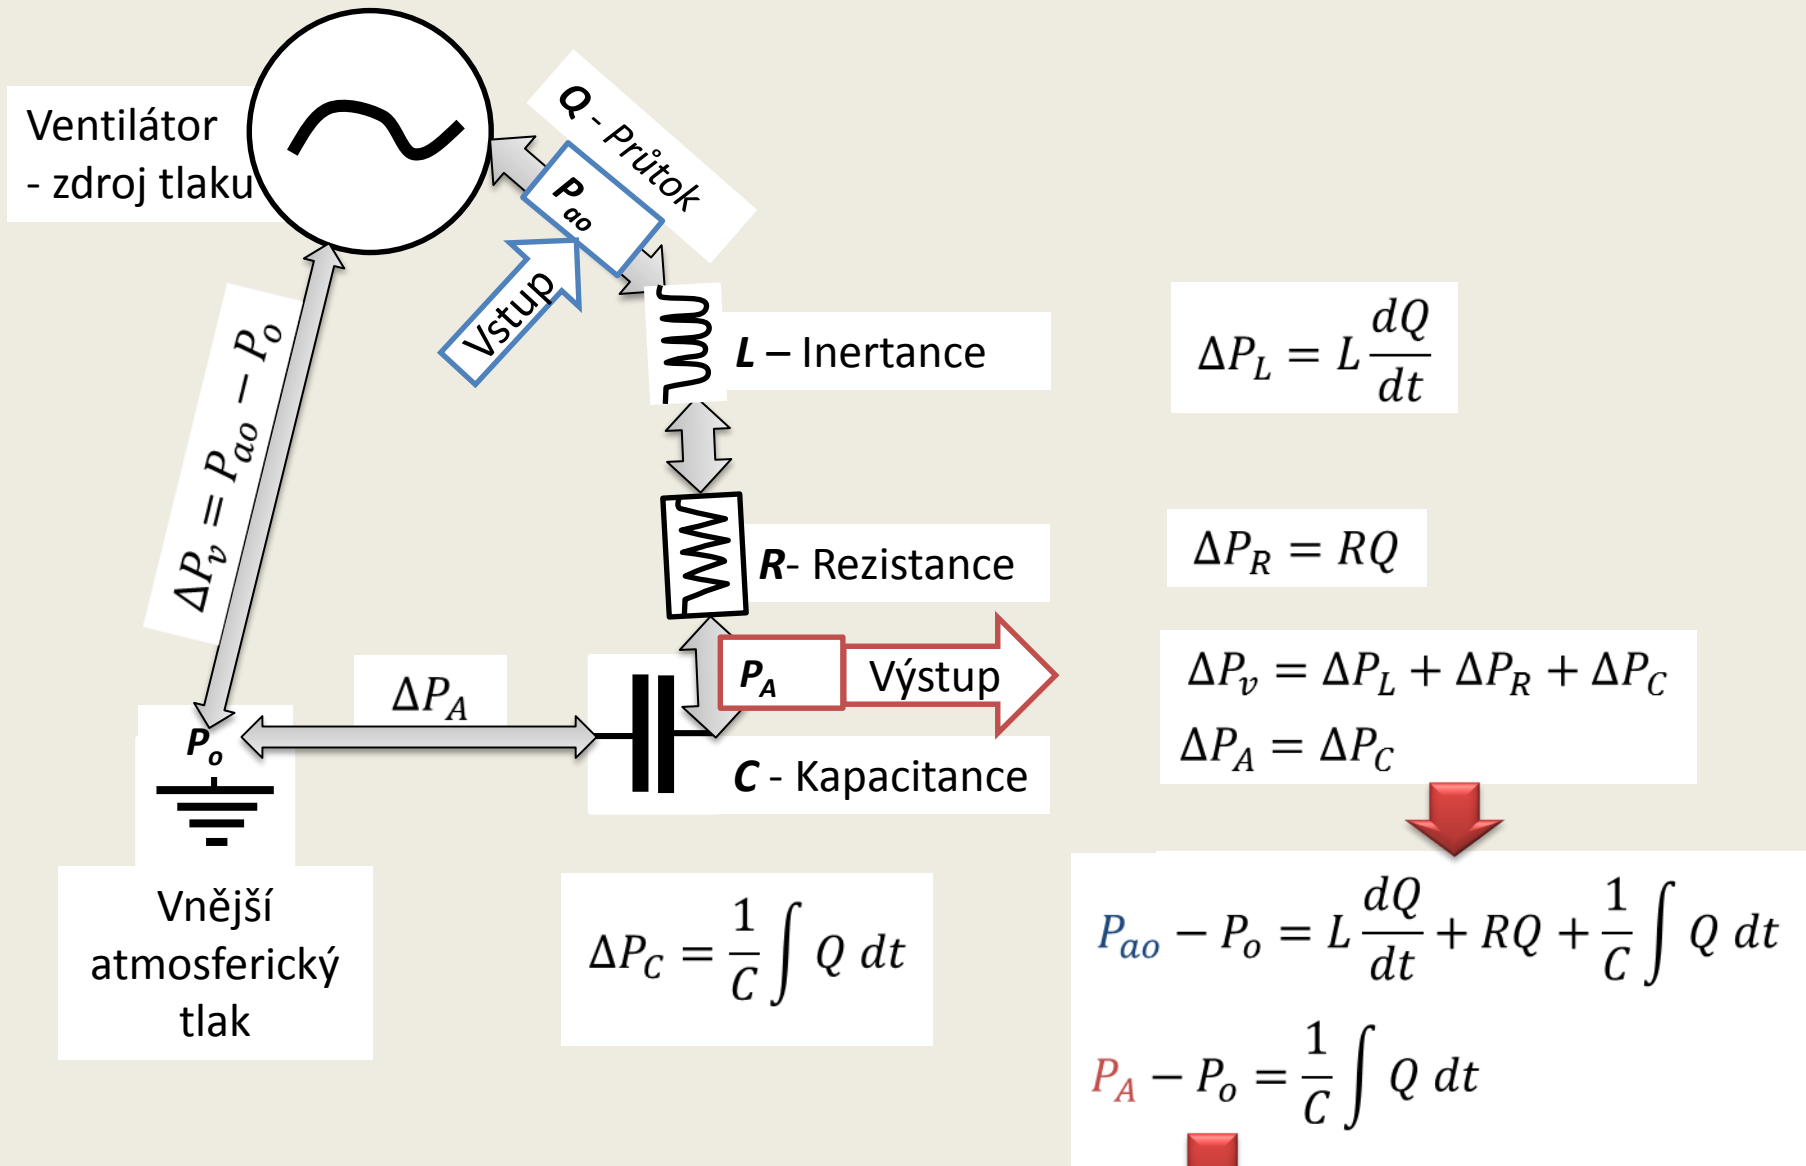 Ventilátor
- zdroj tlaku
Q - Průtok
P_ao
Vstup
ΔP_v = P_ao − P_o
L – Inertance
ΔP_L = L dQ/dt
R- Rezistance
ΔP_R = RQ
P_A
Výstup
ΔP_A
P_o
C - Kapacitance
ΔP_v = ΔP_L + ΔP_R + ΔP_C
ΔP_A = ΔP_C
Vnější
atmosferický
tlak
ΔP_C = 1/C ∫ Q dt
P_ao − P_o = L dQ/dt + RQ + 1/C ∫ Q dt
P_A − P_o = 1/C ∫ Q dt